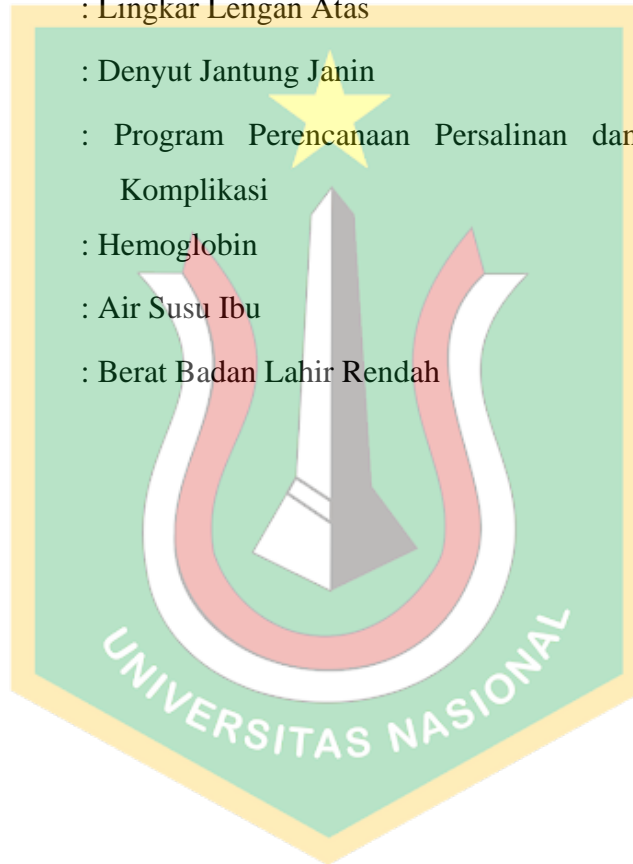 : Lingkar Lengan Atas
: Denyut Jantung Janin
: Program Perencanaan Persalinan dan
Komplikasi
: Hemoglobin
: Air Susu Ibu
: Berat Badan Lahir Rendah
UNIVERSITAS NASIONAL